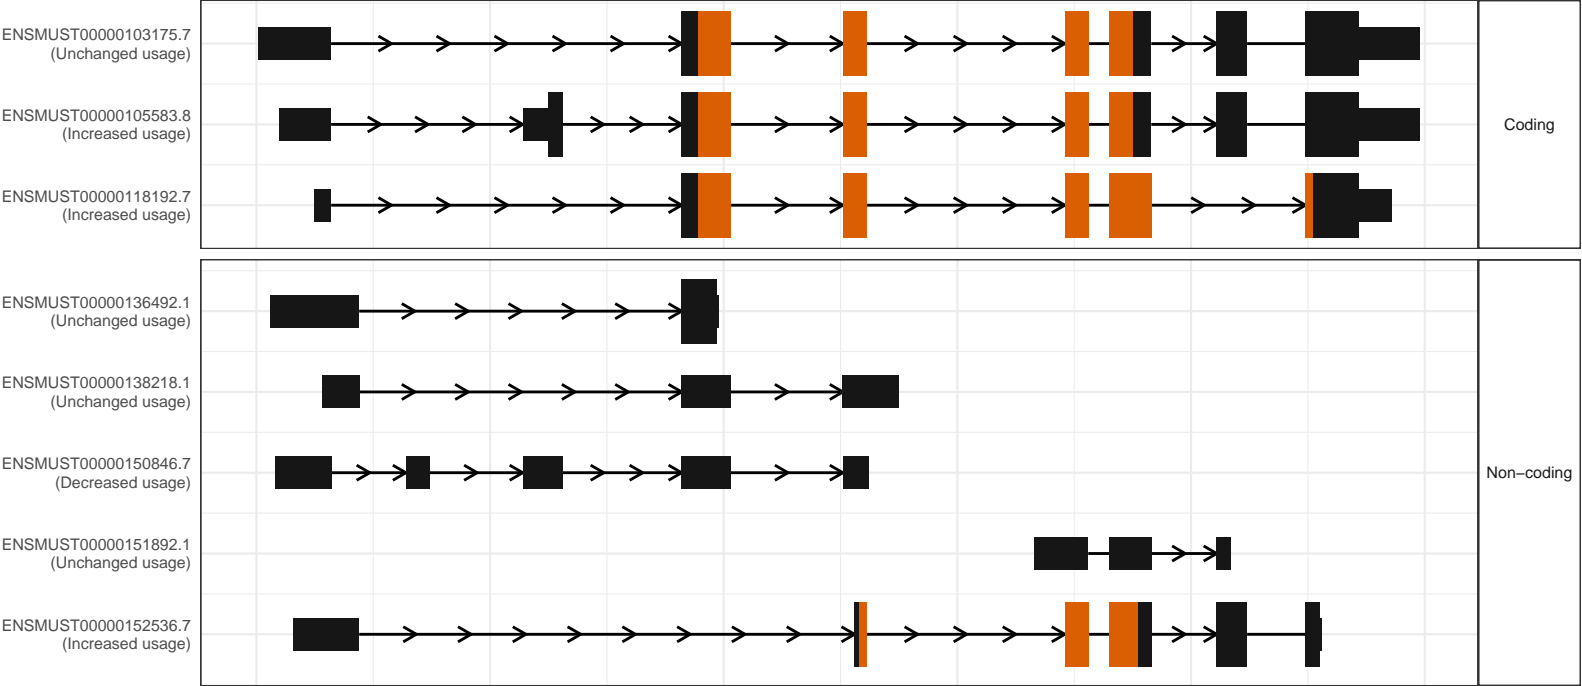 ENSMUST00000103175.7
(Unchanged usage)
ENSMUST00000105583.8
(Increased usage)
ENSMUST00000118192.7
(Increased usage)
Coding
ENSMUST00000136492.1
(Unchanged usage)
ENSMUST00000138218.1
(Unchanged usage)
ENSMUST00000150846.7
(Decreased usage)
ENSMUST00000151892.1
(Unchanged usage)
ENSMUST00000152536.7
(Increased usage)
Non−coding